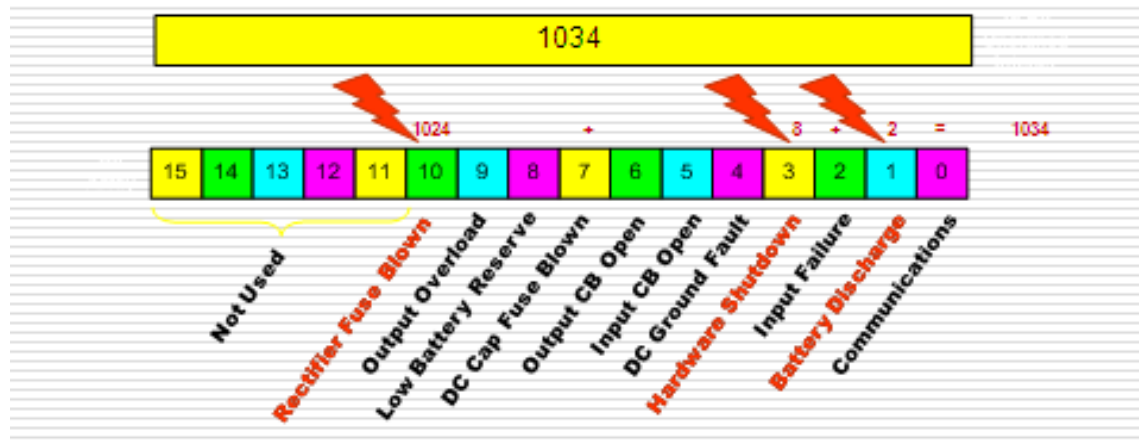 1034
1024 + 8 + 2 = 1034
15 14 13 12 11 10 9 8 7 6 5 4 3 2 1 0
Not Used
Rectifier Fuse Blown
Output Overload
Low Battery Reserve
DC Cap Fuse Blown
Output CB Open
Input CB Open
DC Ground Fault
Hardware Shutdown
Input Failure
Battery Discharge
Communications